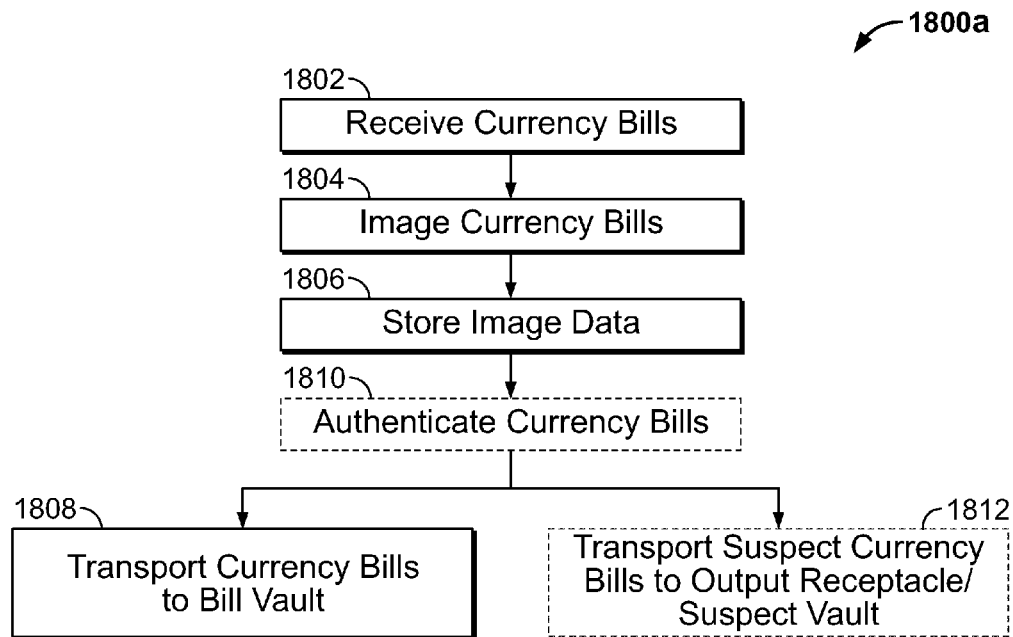 1800a
1802
Receive Currency Bills
1804
Image Currency Bills
1806
Store Image Data
1810
Authenticate Currency Bills
1808
Transport Currency Bills
to Bill Vault
1812
Transport Suspect Currency
Bills to Output Receptacle/
Suspect Vault